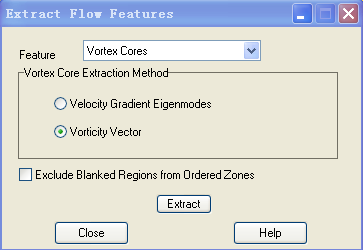 Extract Flow Features
Feature Vortex Cores
Vortex Core Extraction Method
Velocity Gradient Eigenmodes
Vorticity Vector
Exclude Blanked Regions from Ordered Zones
Extract
Close Help